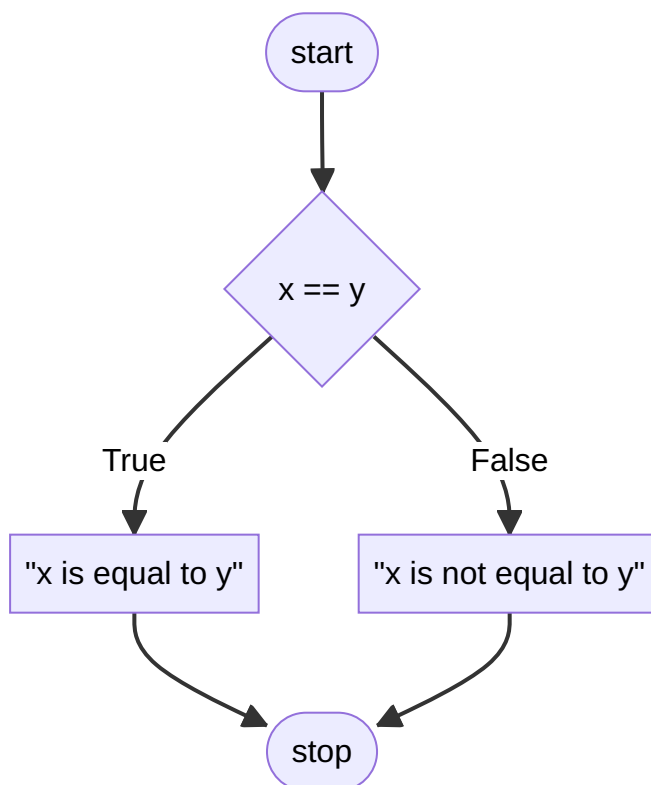 start
x == y
True
False
"x is equal to y"
"x is not equal to y"
stop